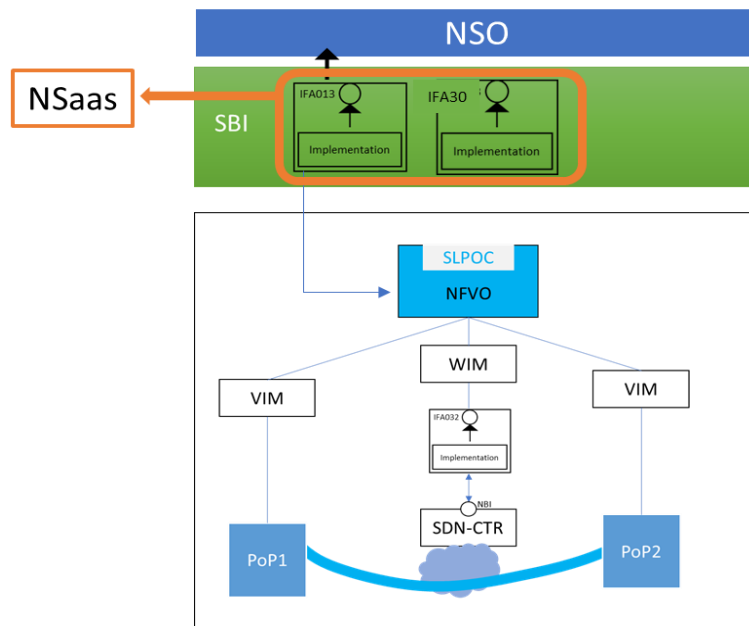 NSO
NSaas
SBI
IFA013
Implementation
IFA30
Implementation
SLPOC
NFVO
VIM
WIM
VIM
IFA032
Implementation
NBI
SDN-CTR
PoP1
PoP2